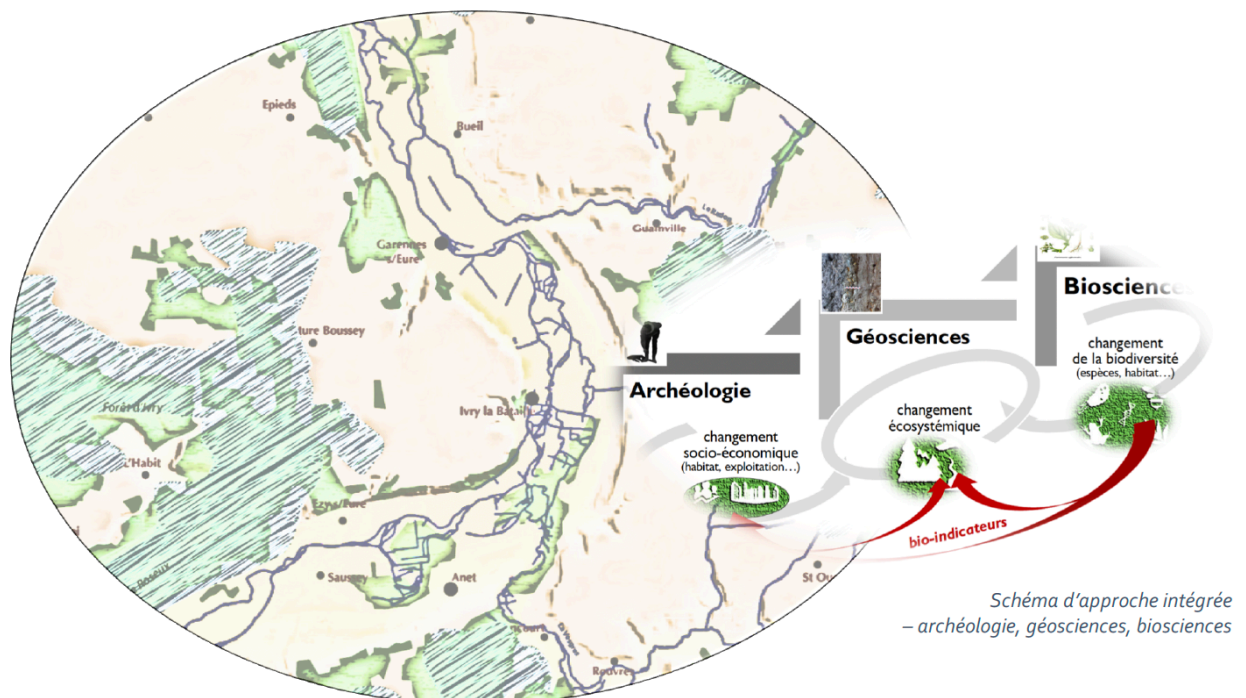 Epieds
Bueil
Guainville
Garennes
/Eure
ture Boussey
Ivry la Batail
Forêt d'Ivry
L'Habit
Ezy s/Eure
Saussay
Anet
St Ou
Rouvres
Archéologie
changement
socio-économique
(habitat, exploitation...)
Géosciences
changement
écosystémique
Biosciences
changement
de la biodiversité
(espèces, habitat...)
bio-indicateurs
Schéma d'approche intégrée
– archéologie, géosciences, biosciences